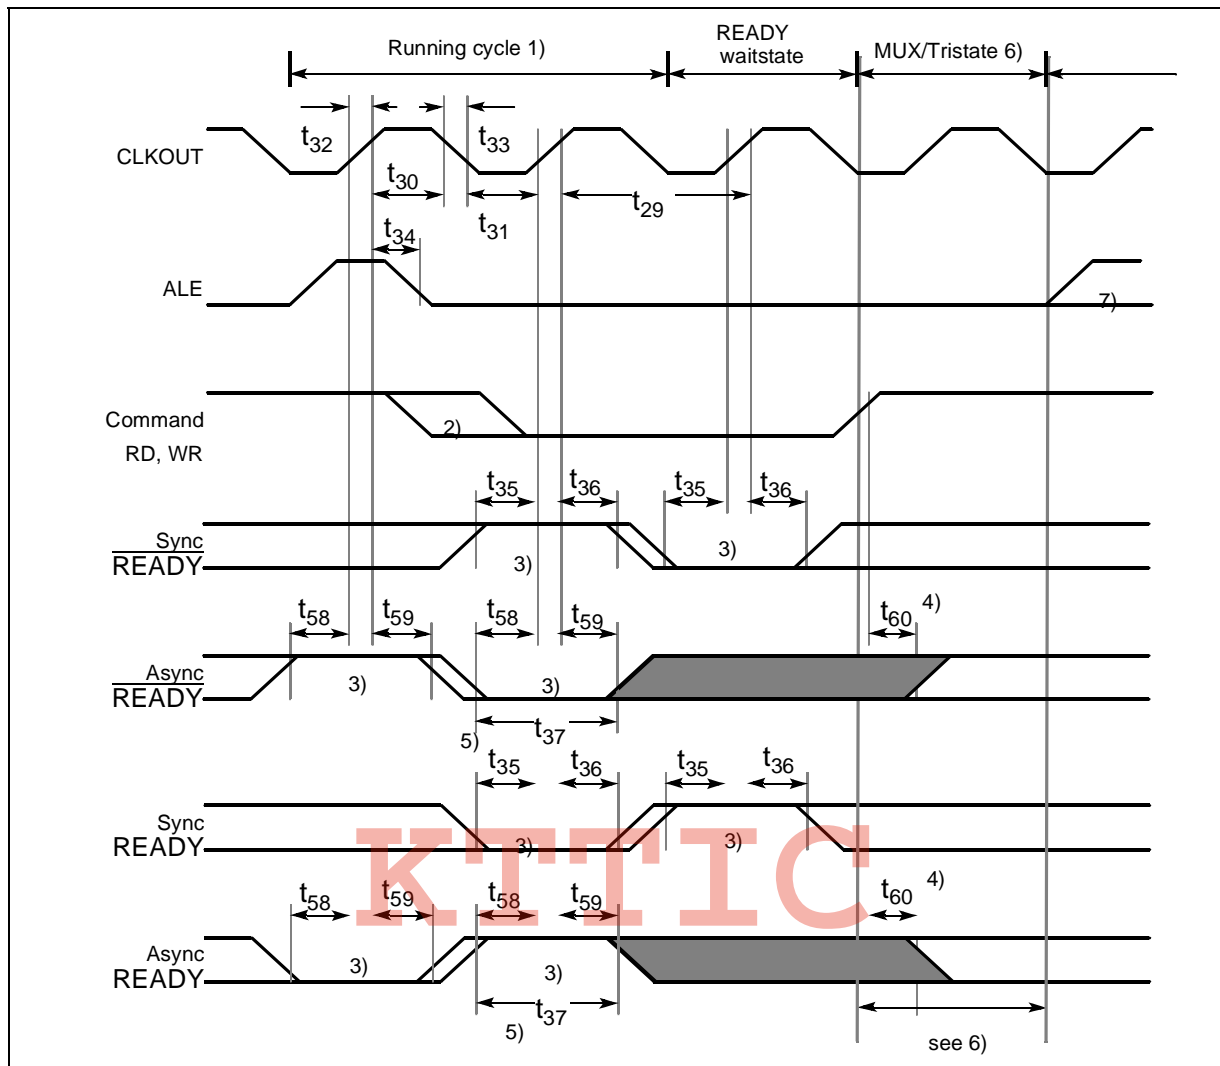 Running cycle 1)
READY
waitstate
MUX/Tristate 6)
t32
t33
CLKOUT
t30
t31
t29
t34
ALE
7)
Command
RD, WR
2)
t35
t36
t35
t36
Sync
READY
3)
3)
t58
t59
t58
t59
t60
4)
Async
READY
3)
3)
t37
5)
t35
t36
t35
t36
Sync
READY
3)
3)
KTTIC
t58
t59
t58
t59
t60
4)
Async
READY
3)
3)
t37
5)
see 6)